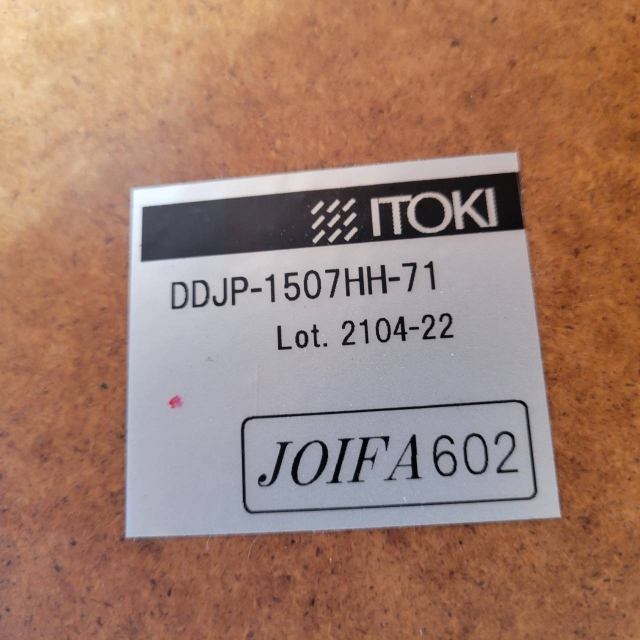 ITOKI
DDJP-1507HH-71
Lot. 2104-22
JOIFA602